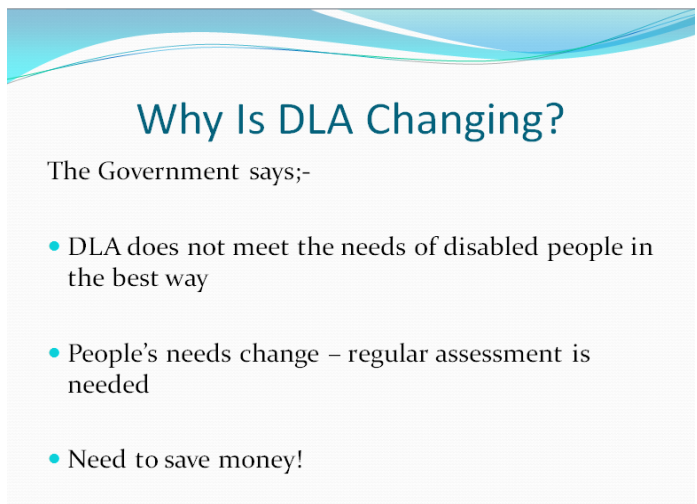 Why Is DLA Changing?
The Government says;-
• DLA does not meet the needs of disabled people in
the best way
• People’s needs change – regular assessment is
needed
• Need to save money!